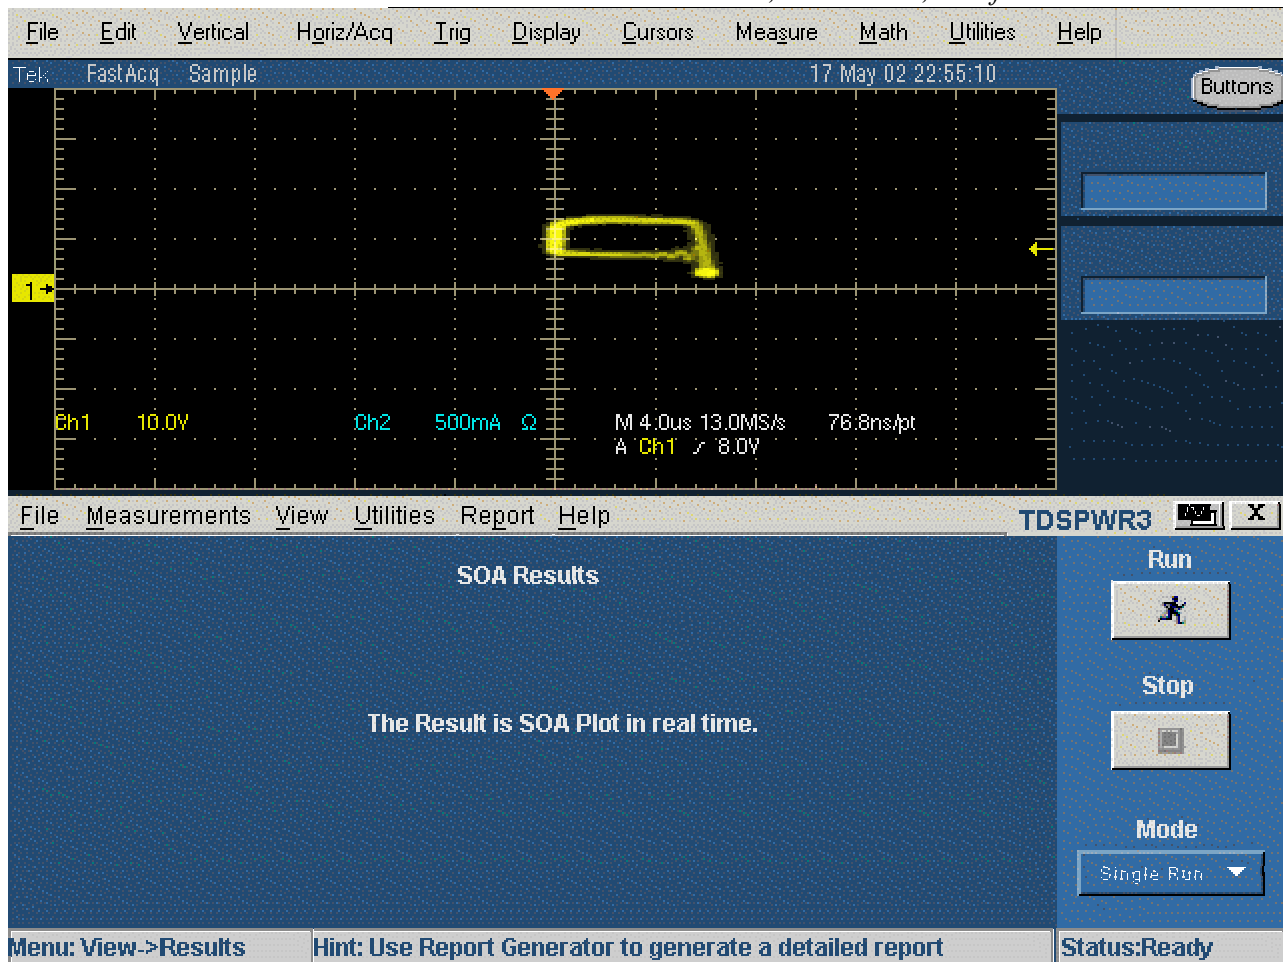 File Edit Vertical Horiz/Acq Trig Display Cursors Measure Math Utilities Help
Tek FastAcq Sample 17 May 02 22:55:10
Buttons
1
Ch1 10.0V Ch2 500mA Ω M 4.0us 13.0MS/s 76.8ns/pt
A Ch1 8.0V
File Measurements View Utilities Report Help TDSPWR3 X
SOA Results
Run
The Result is SOA Plot in real time.
Stop
Mode
Single Run
Menu: View->Results Hint: Use Report Generator to generate a detailed report Status:Ready